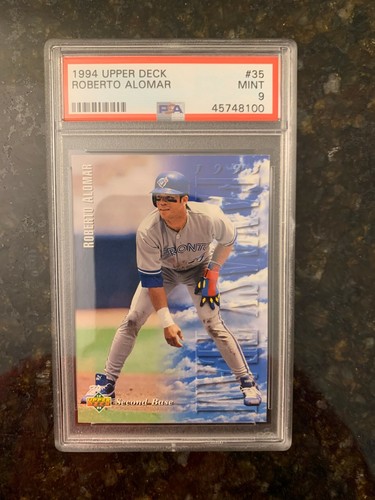 1994 UPPER DECK #35
ROBERTO ALOMAR MINT
9
PSA 45748100
ROBERTO ALOMAR
TORONTO
UPPER DECK Second-Base